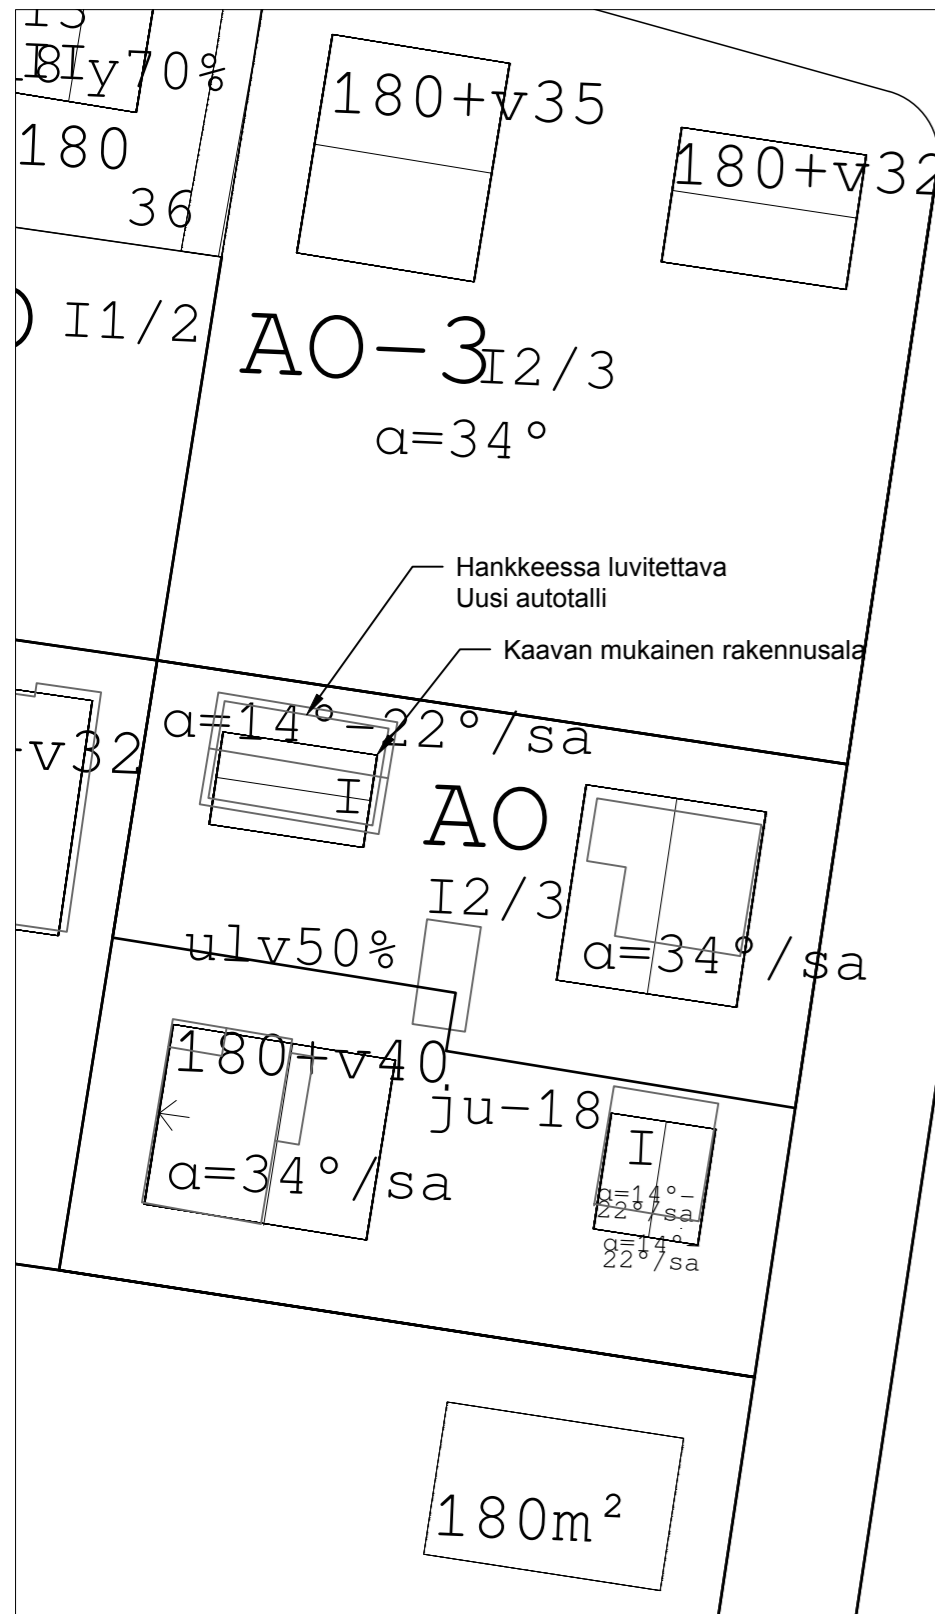 IIy70%
180
36
180+v35
180+v32
I1/2
AO-3
I2/3
a=34°
Hankkeessa luvitettava
Uusi autotalli
Kaavan mukainen rakennusala
a=14°-22°/sa
-v32
I
AO
I2/3
ulv50%
a=34°/sa
180+v40
ju-18
I
a=34°/sa
a=14°-
22°/sa
a=14°-
22°/sa
180m²